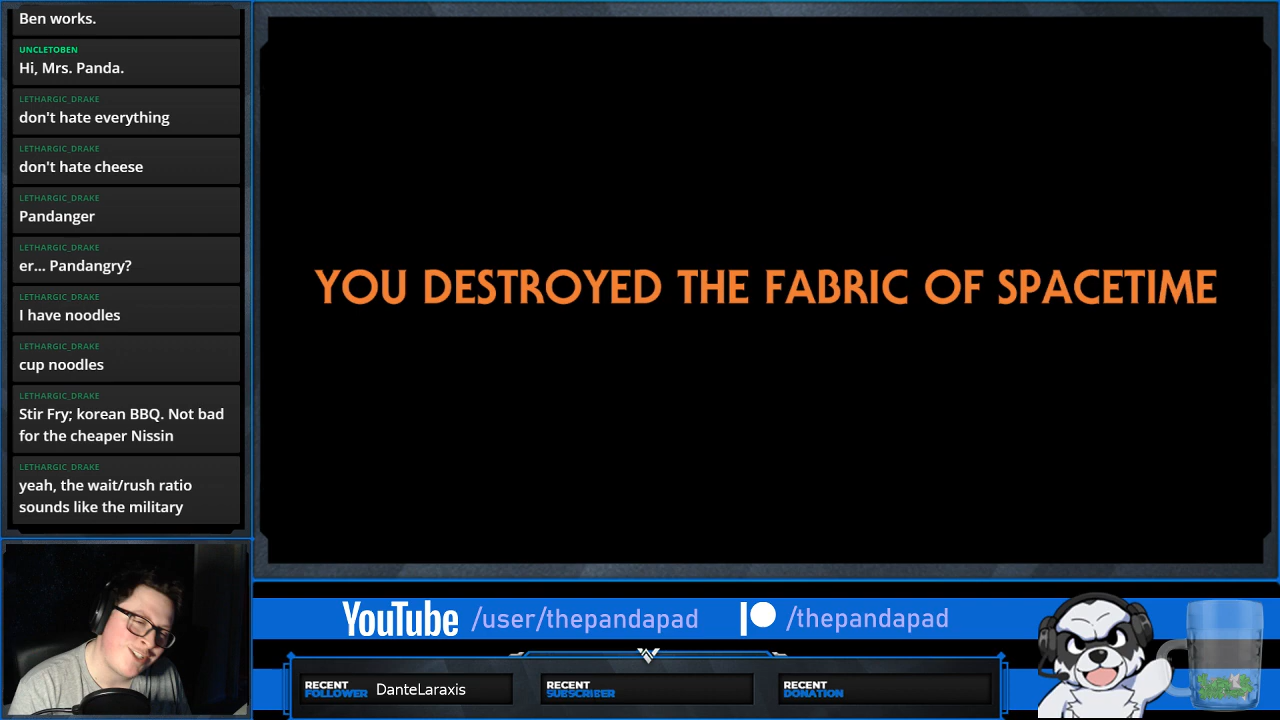 Ben works.
UNCLETOBEN
Hi, Mrs. Panda.
LETHARGIC_DRAKE
don't hate everything
LETHARGIC_DRAKE
don't hate cheese
LETHARGIC_DRAKE
Pandanger
LETHARGIC_DRAKE
er... Pandangry?
LETHARGIC_DRAKE
I have noodles
LETHARGIC_DRAKE
cup noodles
LETHARGIC_DRAKE
Stir Fry; korean BBQ. Not bad
for the cheaper Nissin
LETHARGIC_DRAKE
yeah, the wait/rush ratio
sounds like the military
YOU DESTROYED THE FABRIC OF SPACETIME
YouTube /user/thepandapad /thepandapad
RECENT
FOLLOWER DanteLaraxis
RECENT
SUBSCRIBER
RECENT
DONATION